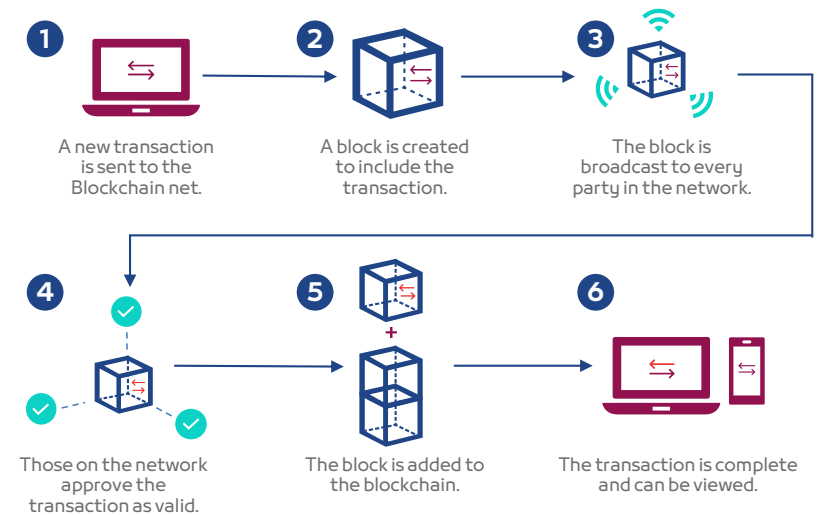 1
A new transaction
is sent to the
Blockchain net.
2
A block is created
to include the
transaction.
3
The block is
broadcast to every
party in the network.
4
Those on the network
approve the
transaction as valid.
5
+
The block is added to
the blockchain.
6
The transaction is complete
and can be viewed.